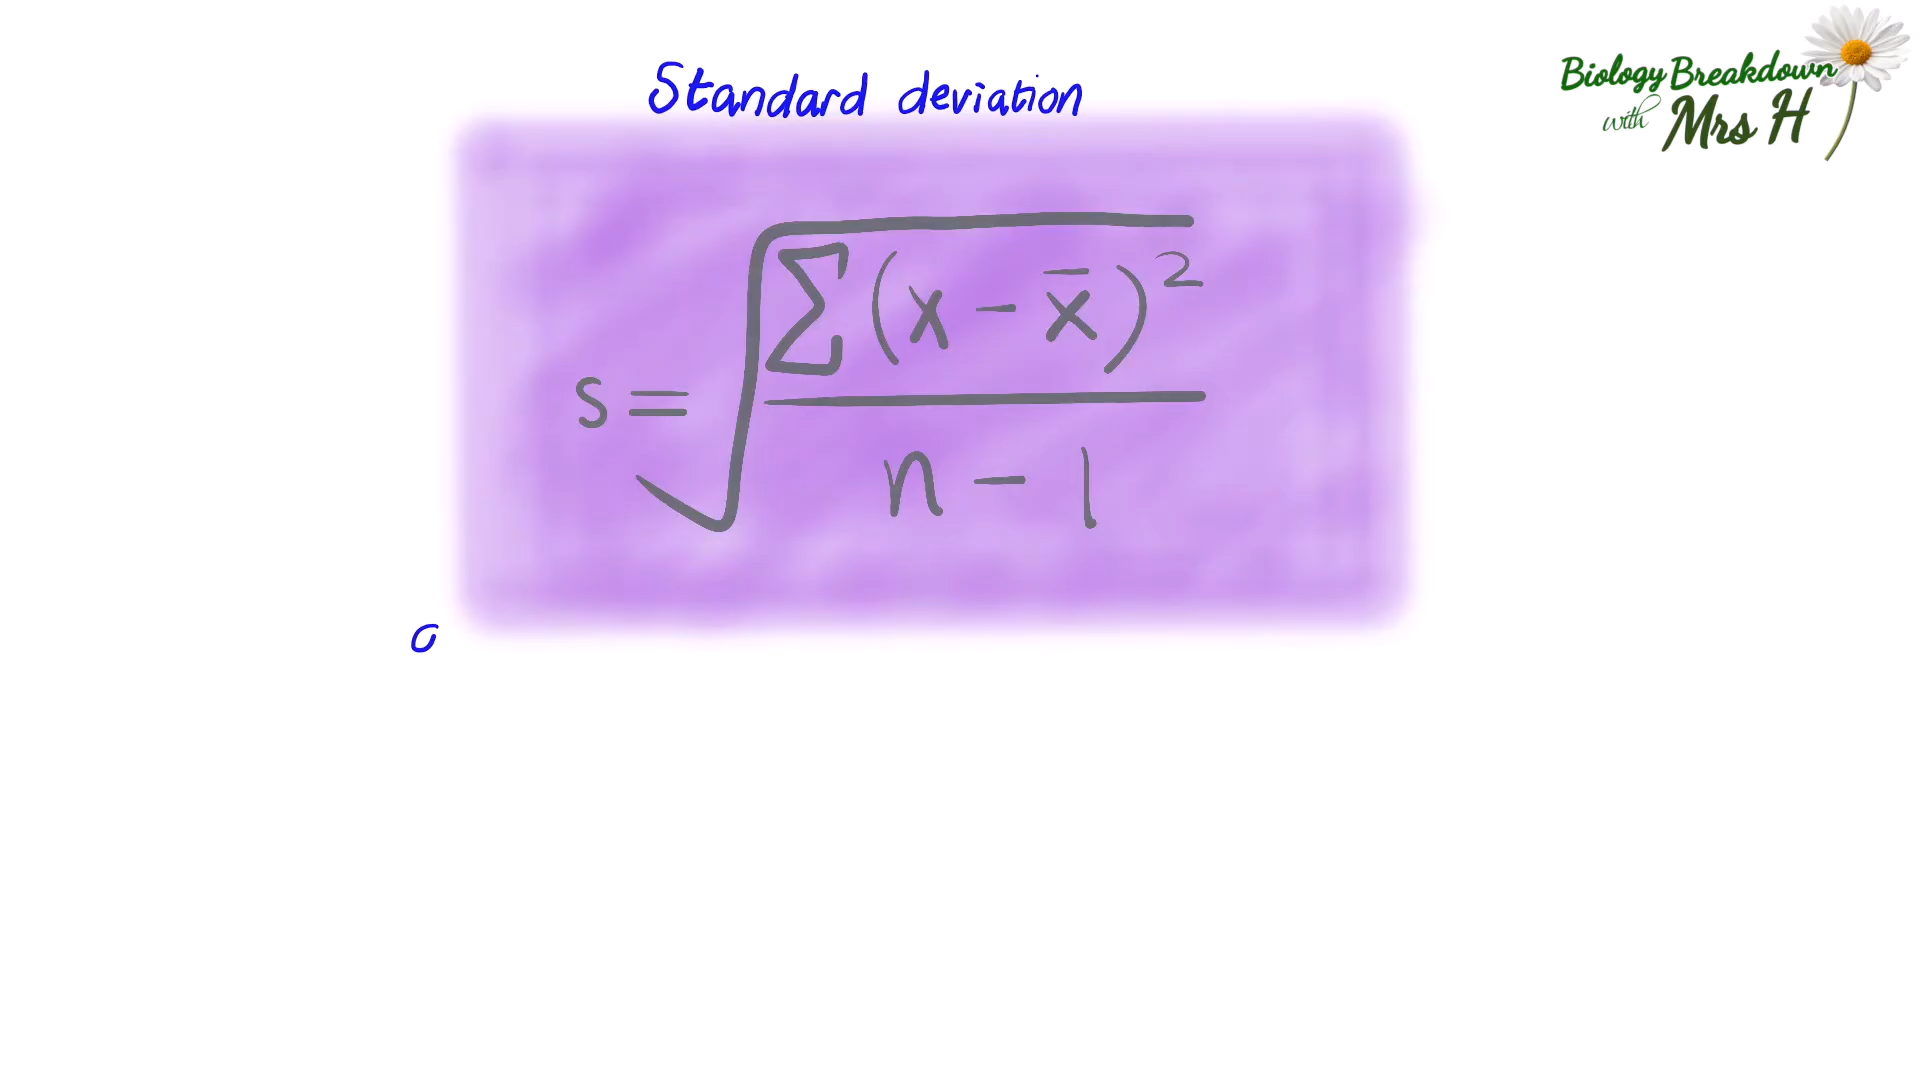 Standard deviation
Biology Breakdown
with Mrs H
s = √ Σ (x - x̄)²
n - 1
σ